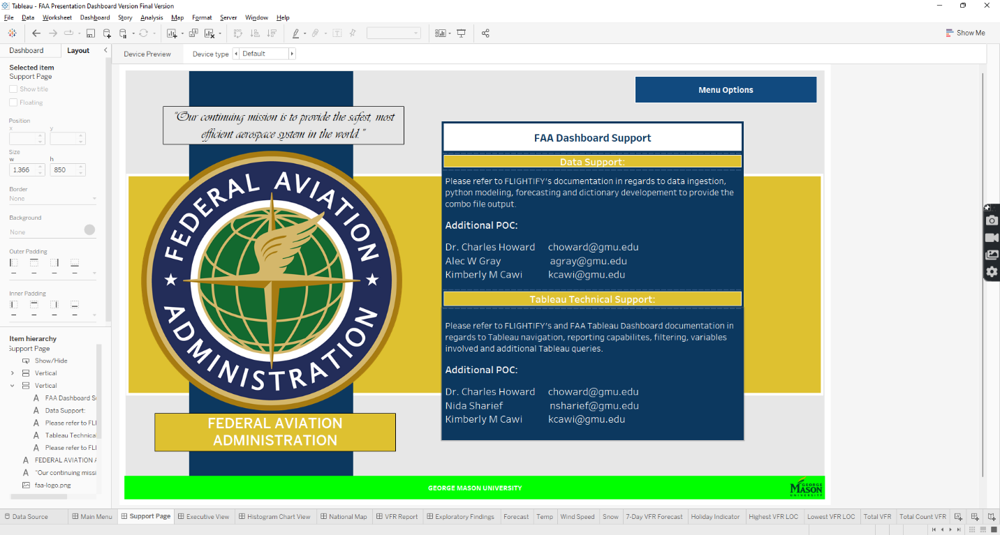 Tableau - FAA Presentation Dashboard Version Final Version
File Data Worksheet Dashboard Story Analysis Map Format Server Window Help
Show Me
Dashboard Layout
Device Preview Device type Default
Selected item
Support Page
Show title
Floating
Position
x y
Size
w h
1,366 850
Border
None
Background
None
Outer Padding
Inner Padding
Item hierarchy
Support Page
Show/Hide
Vertical
Vertical
FAA Dashboard S
Data Support:
Please refer to FLI
Tableau Technica
Please refer to FLI
FEDERAL AVIATION A
"Our continuing missi
faa-logo.png
Menu Options
"Our continuing mission is to provide the safest, most
efficient aerospace system in the world."
FEDERAL AVIATION
ADMINISTRATION
FEDERAL AVIATION
ADMINISTRATION
FAA Dashboard Support
Data Support:
Please refer to FLIGHTIFY's documentation in regards to data ingestion,
python modeling, forecasting and dictionary developement to provide the
combo file output.
Additional POC:
Dr. Charles Howard choward@gmu.edu
Alec W Gray agray@gmu.edu
Kimberly M Cawi kcawi@gmu.edu
Tableau Technical Support:
Please refer to FLIGHTIFY's and FAA Tableau Dashboard documentation in
regards to Tableau navigation, reporting capabilites, filtering, variables
involved and additional Tableau queries.
Additional POC:
Dr. Charles Howard choward@gmu.edu
Nida Sharief nsharief@gmu.edu
Kimberly M Cawi kcawi@gmu.edu
GEORGE MASON UNIVERSITY
GEORGE
MASON
UNIVERSITY
Data Source Main Menu Support Page Executive View Histogram Chart View National Map VFR Report Exploratory Findings Forecast Temp Wind Speed Snow 7-Day VFR Forecast Holiday Indicator Highest VFR LOC Lowest VFR LOC Total VFR Total Count VFR